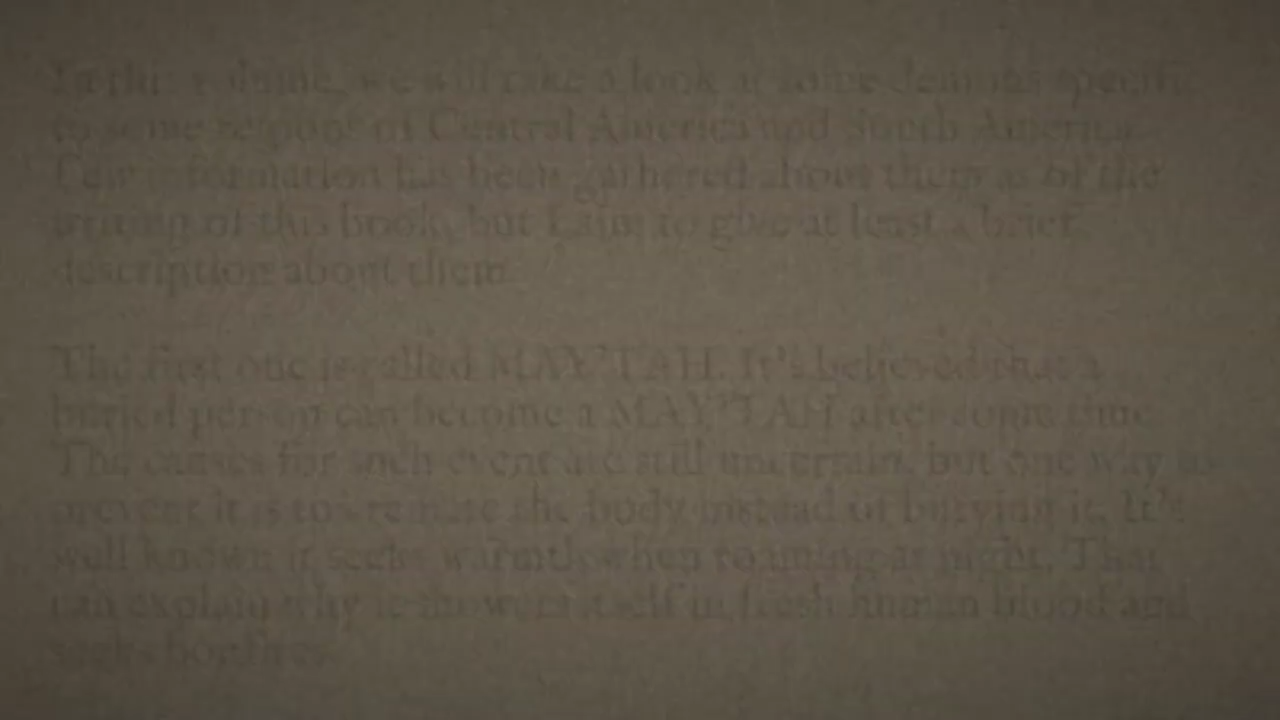 In this volume, we will take a look at some demons specific
to some regions of Central America and South America.
Few information has been gathered about them as of the
writing of this book, but I aim to give at least a brief
description about them.
The first one is called MAY'TAH. It's believed that a
buried person can become a MAY'TAH after some time.
The causes for such event are still uncertain, but one way to
prevent it is to cremate the body instead of burying it. It's
well known it seeks warmth when roaming at night. That
can explain why it showers itself in fresh human blood and
seeks bonfires.